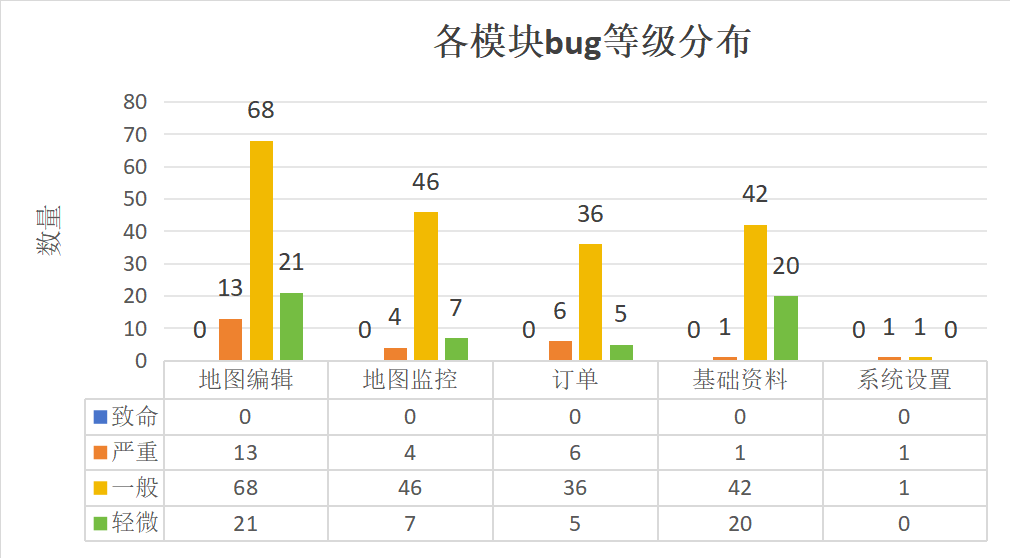 各模块bug等级分布
数量
80
70
60
50
40
30
20
10
0
0 13 68 21
0 4 46 7
0 6 36 5
0 1 42 20
0 1 1 0
地图编辑 地图监控 订单 基础资料 系统设置
致命 0 0 0 0 0
严重 13 4 6 1 1
一般 68 46 36 42 1
轻微 21 7 5 20 0